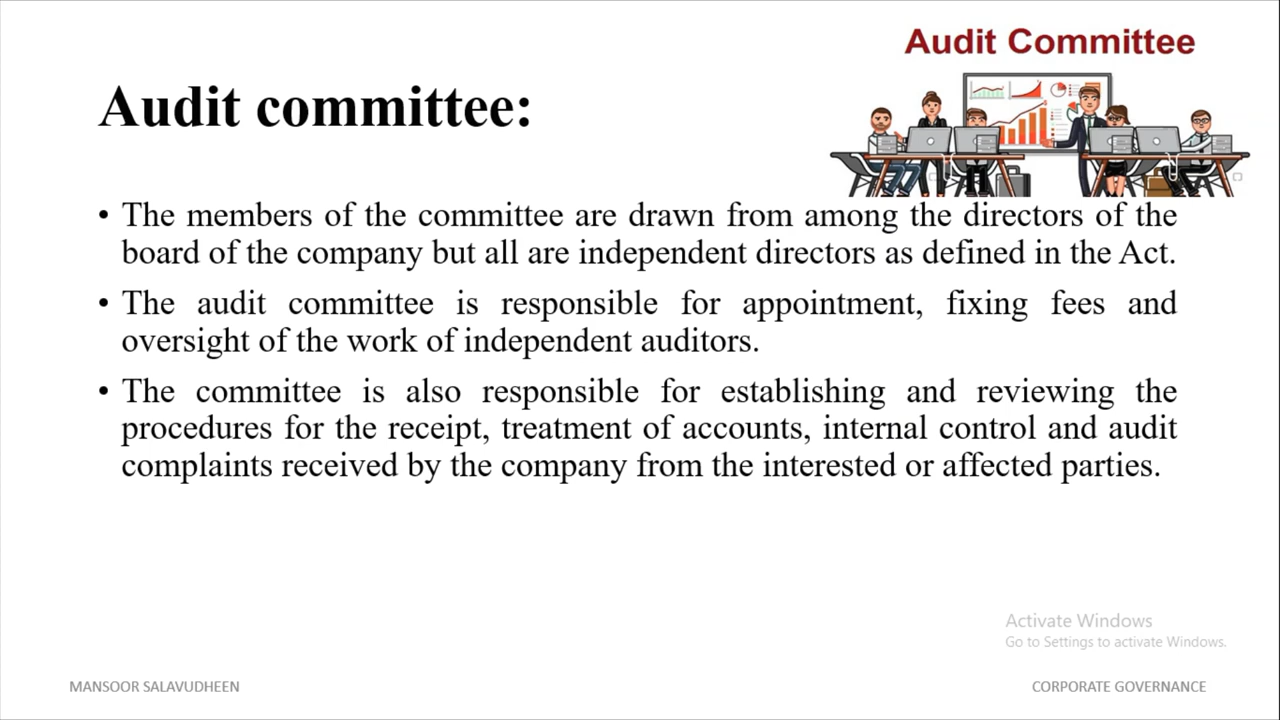 Audit Committee
Audit committee:
• The members of the committee are drawn from among the directors of the
board of the company but all are independent directors as defined in the Act.
• The audit committee is responsible for appointment, fixing fees and
oversight of the work of independent auditors.
• The committee is also responsible for establishing and reviewing the
procedures for the receipt, treatment of accounts, internal control and audit
complaints received by the company from the interested or affected parties.
Activate Windows
Go to Settings to activate Windows.
MANSOOR SALAVUDHEEN
CORPORATE GOVERNANCE